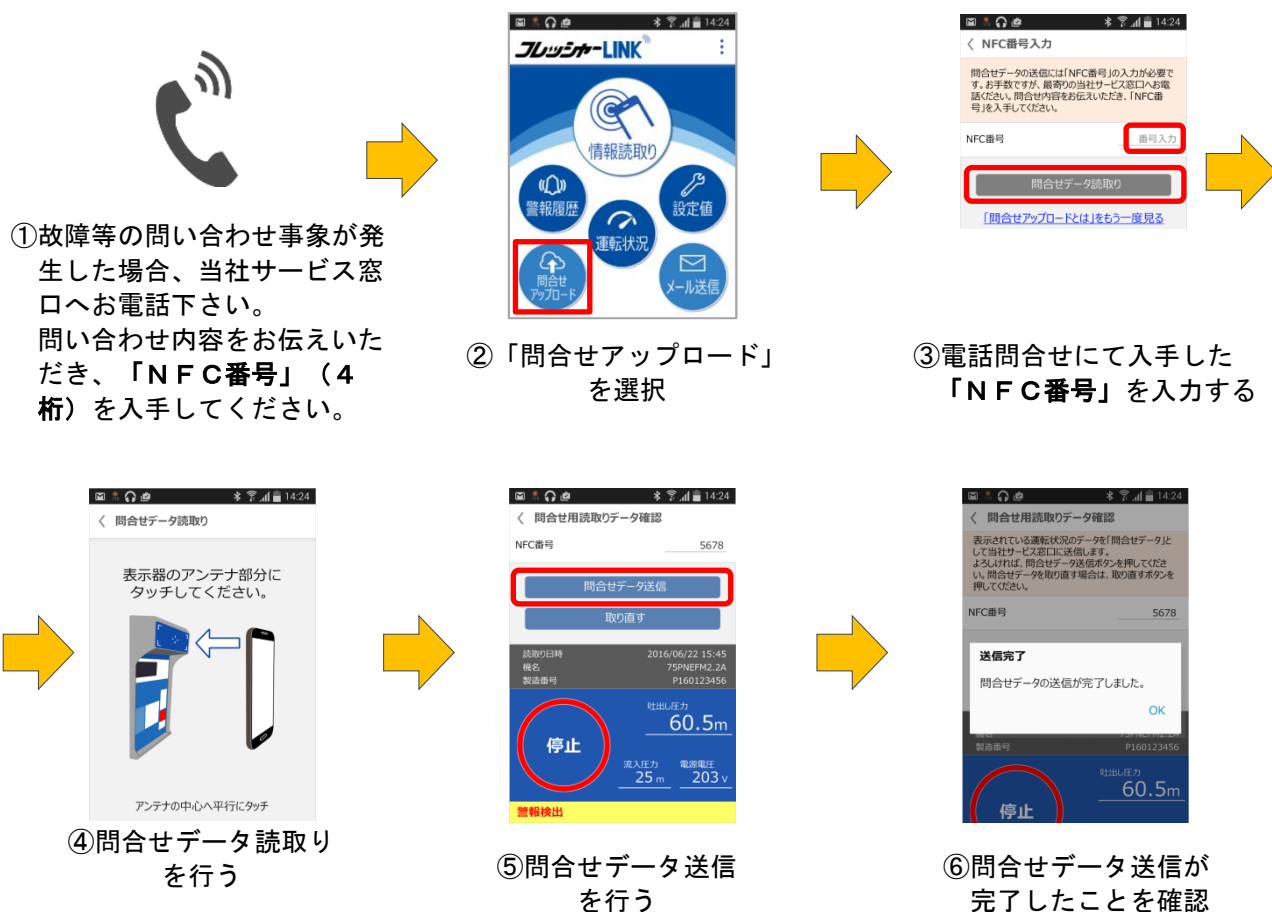 14:24
フレッシャーLINK®
情報読取り
警報履歴
設定値
運転状況
問合せ
アップロード
メール送信
14:24
〈 NFC番号入力
問合せデータの送信には「NFC番号」の入力が必要で
す。お手数ですが、最寄りの当社サービス窓口へお電
話ください。問合せ内容をお伝えいただき、「NFC番
号」を入手してください。
NFC番号 番号入力
問合せデータ読取り
「問合せアップロードとは」をもう一度見る
①故障等の問い合わせ事象が発
生した場合、当社サービス窓
口へお電話下さい。
問い合わせ内容をお伝えいた
だき、「ＮＦＣ番号」（４
桁）を入手してください。
②「問合せアップロード」
を選択
③電話問合せにて入手した
「ＮＦＣ番号」を入力する
14:24
〈 問合せデータ読取り
表示器のアンテナ部分に
タッチしてください。
アンテナの中心へ平行にタッチ
④問合せデータ読取り
を行う
14:24
〈 問合せ用読取りデータ確認
NFC番号 5678
問合せデータ送信
取り直す
読取り日時 2016/06/22 15:45
機名 75PNEFM2.2A
製造番号 P160123456
停止
吐出し圧力
60.5m
流入圧力 電源電圧
25 m 203 v
警報検出
⑤問合せデータ送信
を行う
14:24
〈 問合せ用読取りデータ確認
表示されている運転状況のデータを「問合せデータ」と
して当社サービス窓口に送信します。
よろしければ、問合せデータ送信ボタンを押してくださ
い。問合せデータを取り直す場合は、取り直すボタンを
押してください。
NFC番号 5678
送信完了
問合せデータの送信が完了しました。
OK
機名 75PNEFM2.2A
製造番号 P160123456
吐出し圧力
60.5m
停止
⑥問合せデータ送信が
完了したことを確認